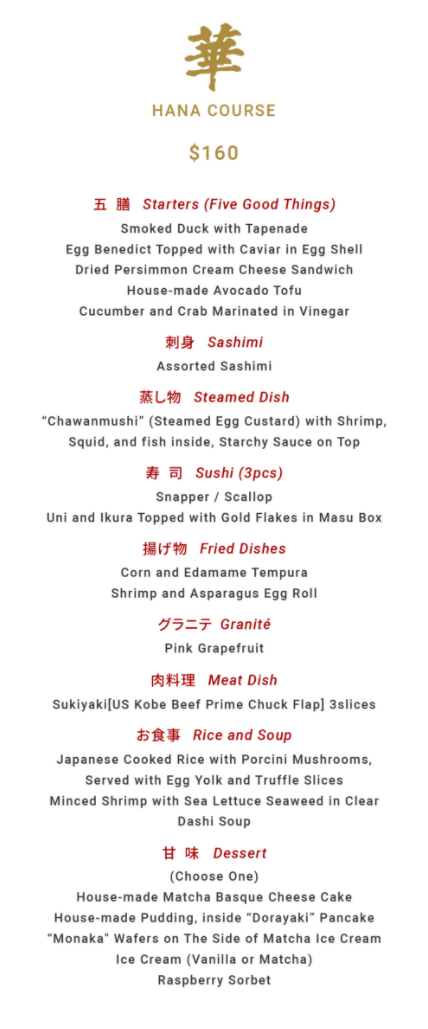 華
HANA COURSE
$160
五 膳 Starters (Five Good Things)
Smoked Duck with Tapenade
Egg Benedict Topped with Caviar in Egg Shell
Dried Persimmon Cream Cheese Sandwich
House-made Avocado Tofu
Cucumber and Crab Marinated in Vinegar
刺身 Sashimi
Assorted Sashimi
蒸し物 Steamed Dish
“Chawanmushi” (Steamed Egg Custard) with Shrimp,
Squid, and fish inside, Starchy Sauce on Top
寿 司 Sushi (3pcs)
Snapper / Scallop
Uni and Ikura Topped with Gold Flakes in Masu Box
揚げ物 Fried Dishes
Corn and Edamame Tempura
Shrimp and Asparagus Egg Roll
グラニテ Granité
Pink Grapefruit
肉料理 Meat Dish
Sukiyaki[US Kobe Beef Prime Chuck Flap] 3slices
お食事 Rice and Soup
Japanese Cooked Rice with Porcini Mushrooms,
Served with Egg Yolk and Truffle Slices
Minced Shrimp with Sea Lettuce Seaweed in Clear
Dashi Soup
甘 味 Dessert
(Choose One)
House-made Matcha Basque Cheese Cake
House-made Pudding, inside “Dorayaki” Pancake
“Monaka” Wafers on The Side of Matcha Ice Cream
Ice Cream (Vanilla or Matcha)
Raspberry Sorbet